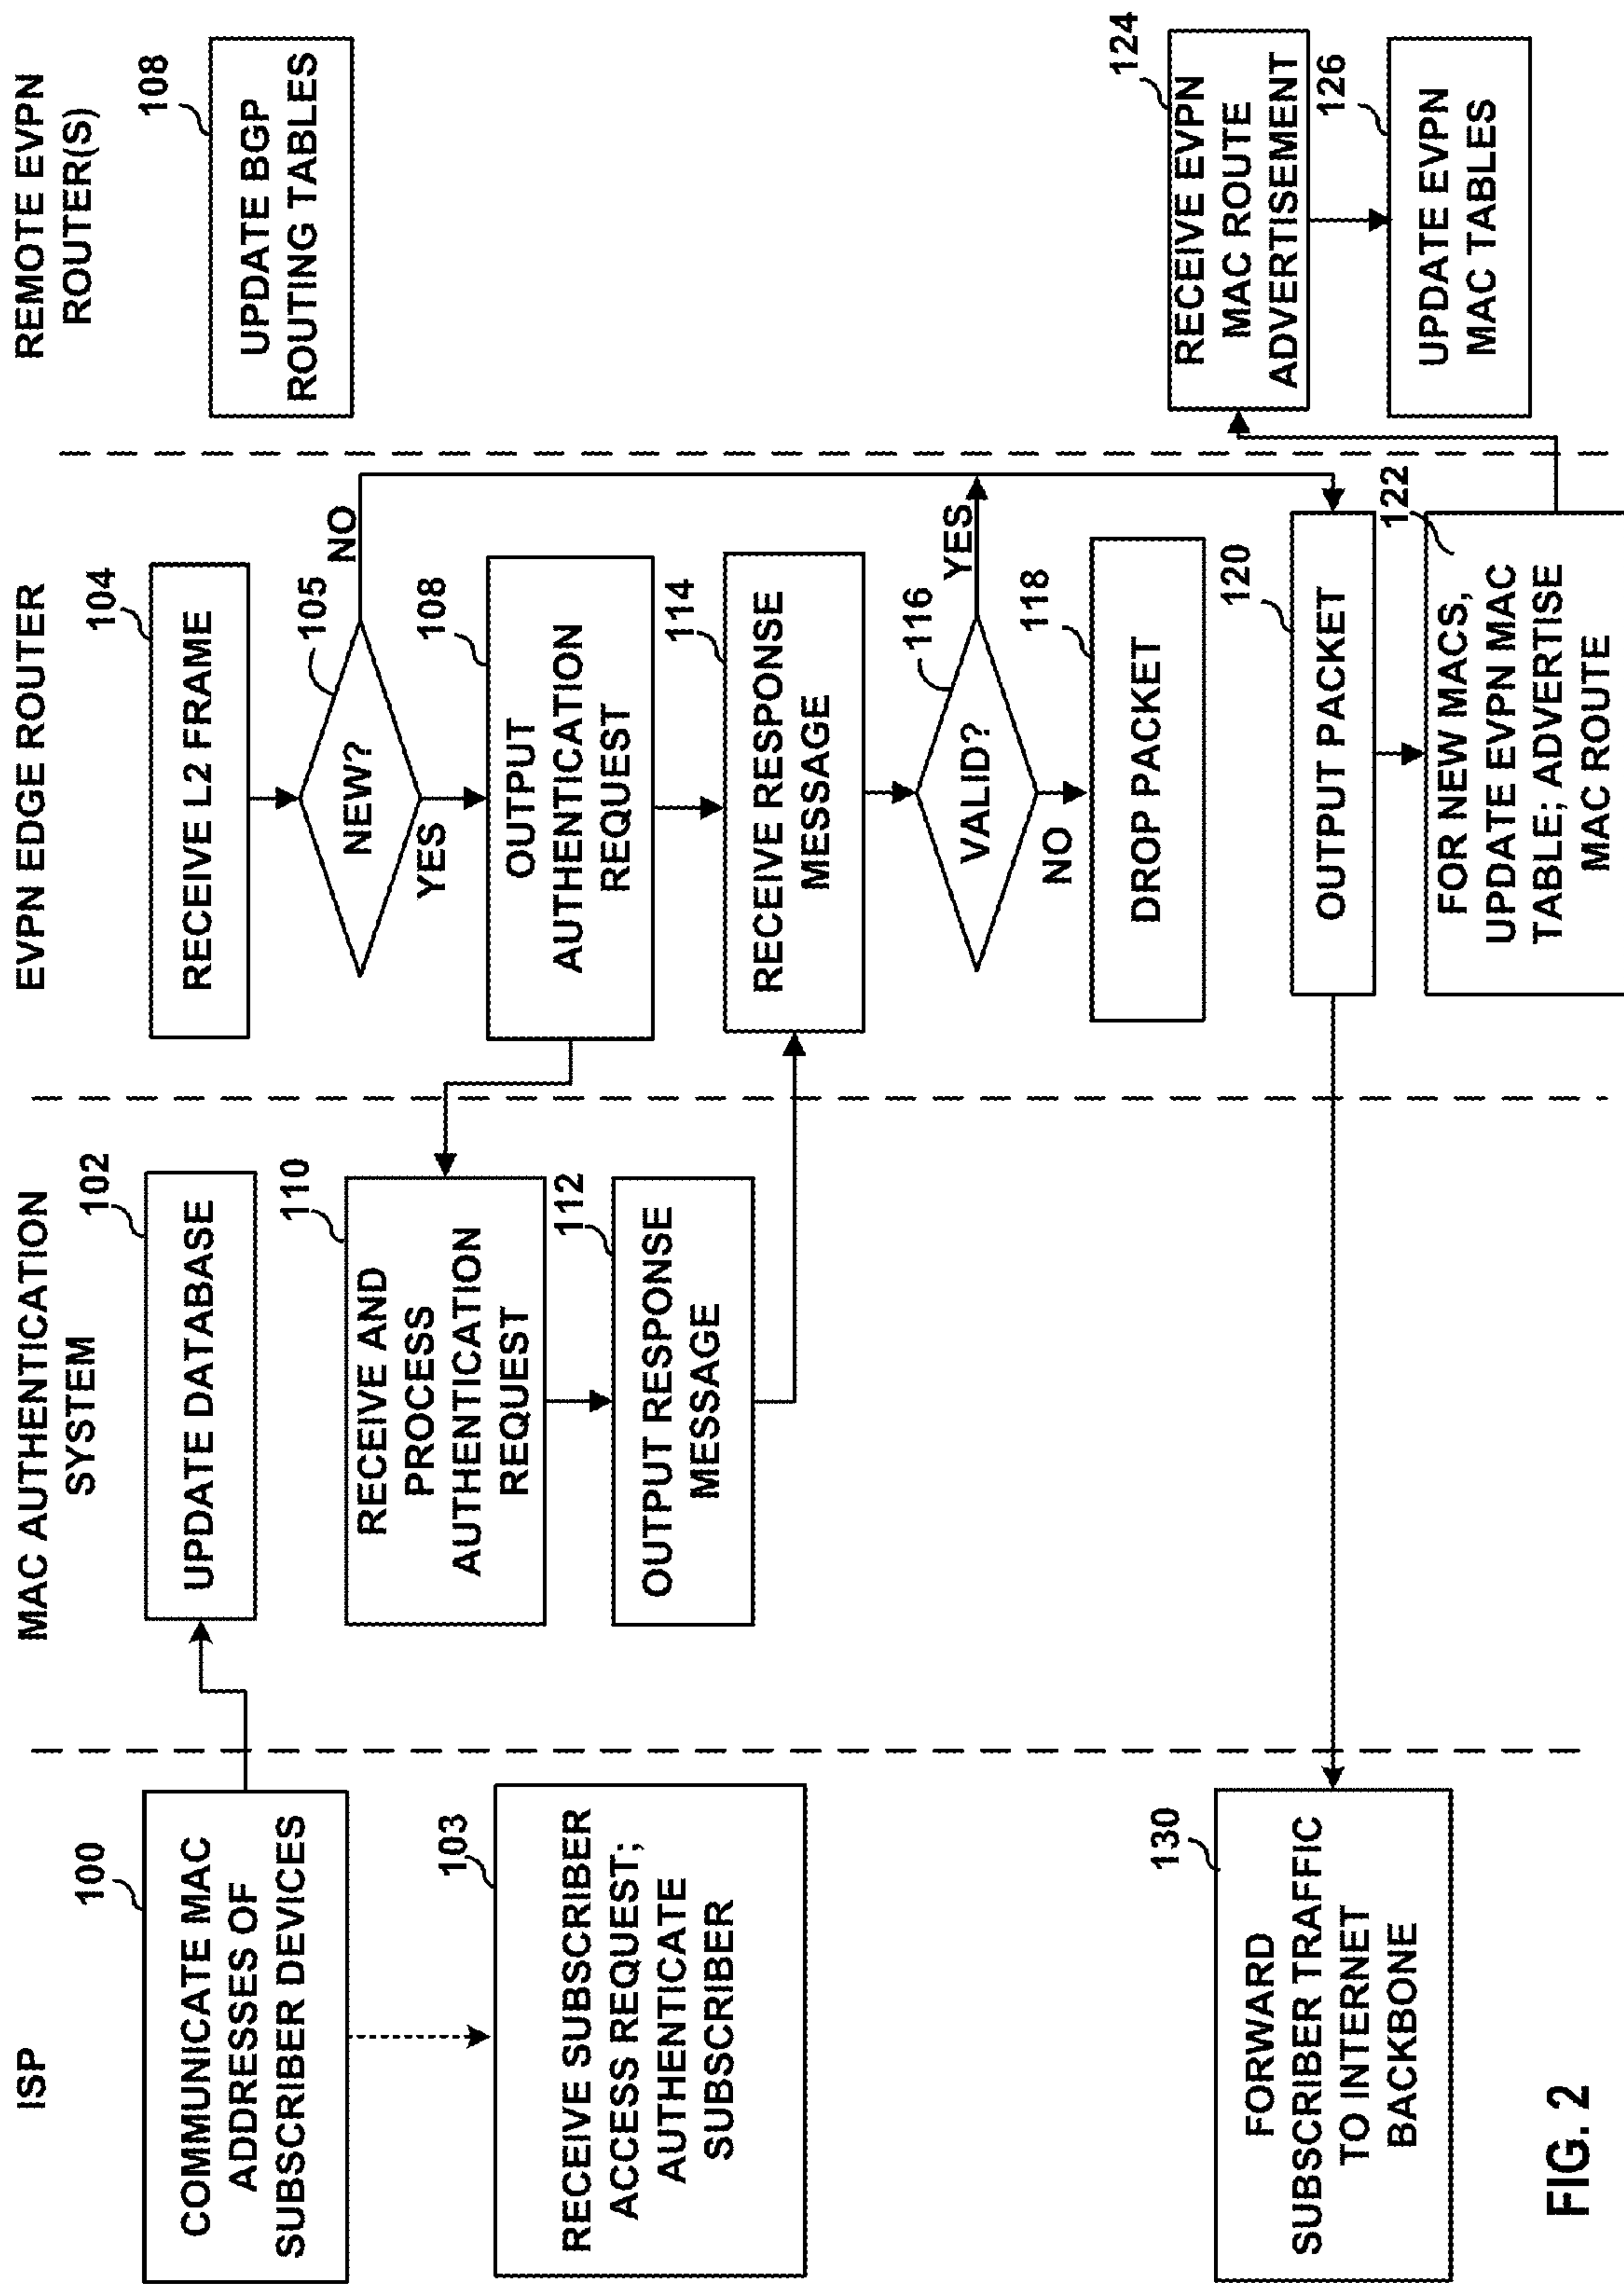 ISP
100
COMMUNICATE MAC
ADDRESSES OF
SUBSCRIBER DEVICES
103
RECEIVE SUBSCRIBER
ACCESS REQUEST;
AUTHENTICATE
SUBSCRIBER
130
FORWARD
SUBSCRIBER TRAFFIC
TO INTERNET
BACKBONE
MAC AUTHENTICATION
SYSTEM
102
UPDATE DATABASE
110
RECEIVE AND
PROCESS
AUTHENTICATION
REQUEST
112
OUTPUT RESPONSE
MESSAGE
EVPN EDGE ROUTER
104
RECEIVE L2 FRAME
105
NEW?
NO
YES
108
OUTPUT
AUTHENTICATION
REQUEST
114
RECEIVE RESPONSE
MESSAGE
116
VALID?
YES
NO
118
DROP PACKET
120
OUTPUT PACKET
122
FOR NEW MACS,
UPDATE EVPN MAC
TABLE; ADVERTISE
MAC ROUTE
REMOTE EVPN
ROUTER(S)
108
UPDATE BGP
ROUTING TABLES
124
RECEIVE EVPN
MAC ROUTE
ADVERTISEMENT
126
UPDATE EVPN
MAC TABLES
FIG. 2